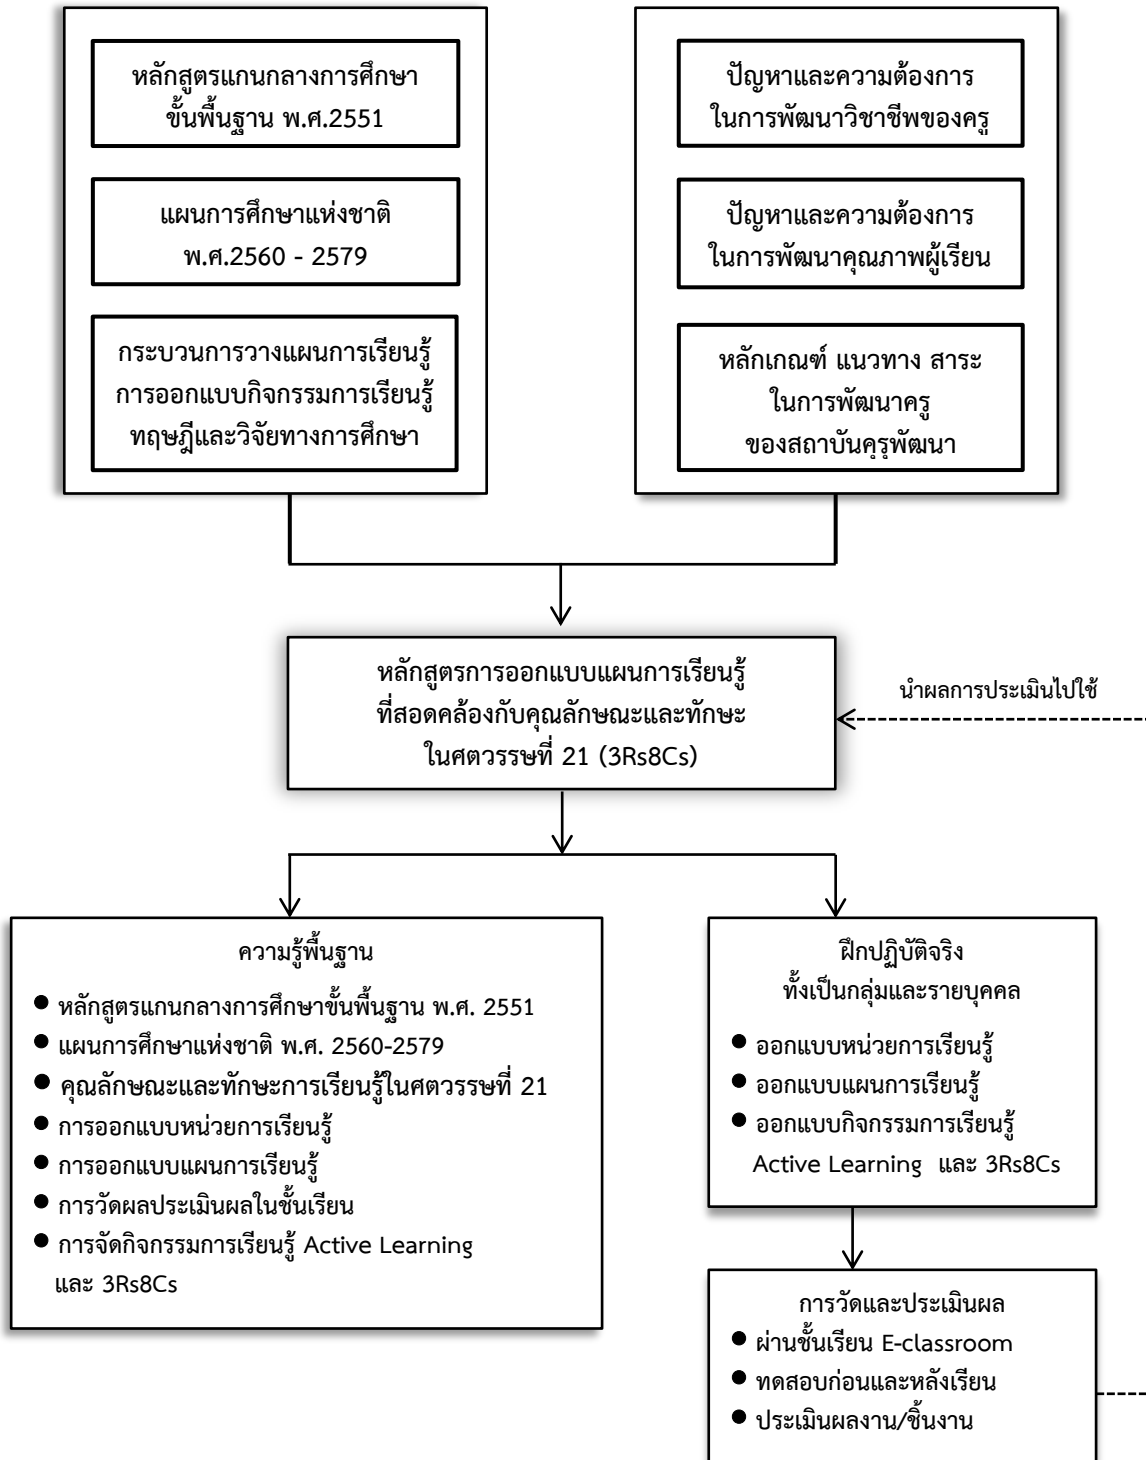 หลักสูตรแกนกลางการศึกษา
ขั้นพื้นฐาน พ.ศ.2551
แผนการศึกษาแห่งชาติ
พ.ศ.2560 - 2579
กระบวนการวางแผนการเรียนรู้
การออกแบบกิจกรรมการเรียนรู้
ทฤษฎีและวิจัยทางการศึกษา
ปัญหาและความต้องการ
ในการพัฒนาวิชาชีพของครู
ปัญหาและความต้องการ
ในการพัฒนาคุณภาพผู้เรียน
หลักเกณฑ์ แนวทาง สาระ
ในการพัฒนาครู
ของสถาบันคุรุพัฒนา
หลักสูตรการออกแบบแผนการเรียนรู้
ที่สอดคล้องกับคุณลักษณะและทักษะ
ในศตวรรษที่ 21 (3Rs8Cs)
นำผลการประเมินไปใช้
ความรู้พื้นฐาน
● หลักสูตรแกนกลางการศึกษาขั้นพื้นฐาน พ.ศ. 2551
● แผนการศึกษาแห่งชาติ พ.ศ. 2560-2579
● คุณลักษณะและทักษะการเรียนรู้ในศตวรรษที่ 21
● การออกแบบหน่วยการเรียนรู้
● การออกแบบแผนการเรียนรู้
● การวัดผลประเมินผลในชั้นเรียน
● การจัดกิจกรรมการเรียนรู้ Active Learning
และ 3Rs8Cs
ฝึกปฏิบัติจริง
ทั้งเป็นกลุ่มและรายบุคคล
● ออกแบบหน่วยการเรียนรู้
● ออกแบบแผนการเรียนรู้
● ออกแบบกิจกรรมการเรียนรู้
Active Learning และ 3Rs8Cs
การวัดและประเมินผล
● ผ่านชั้นเรียน E-classroom
● ทดสอบก่อนและหลังเรียน
● ประเมินผลงาน/ชิ้นงาน